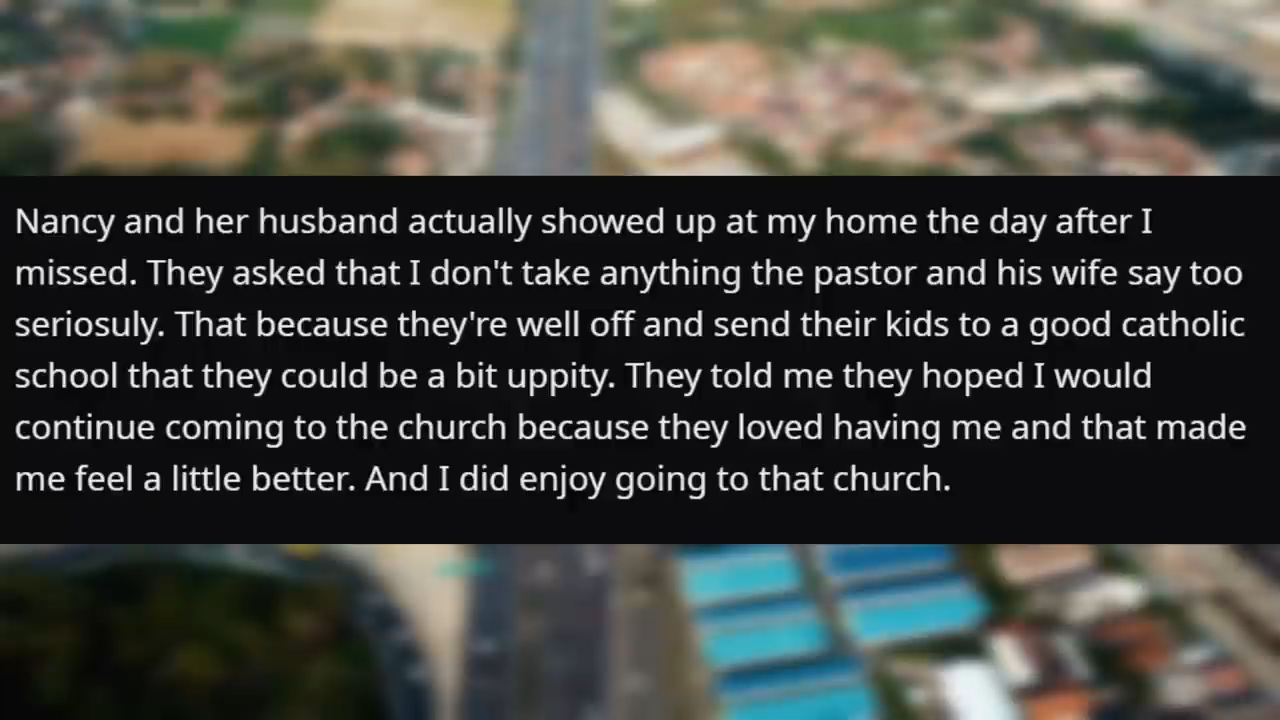 Nancy and her husband actually showed up at my home the day after I
missed. They asked that I don't take anything the pastor and his wife say too
seriosuly. That because they're well off and send their kids to a good catholic
school that they could be a bit uppity. They told me they hoped I would
continue coming to the church because they loved having me and that made
me feel a little better. And I did enjoy going to that church.